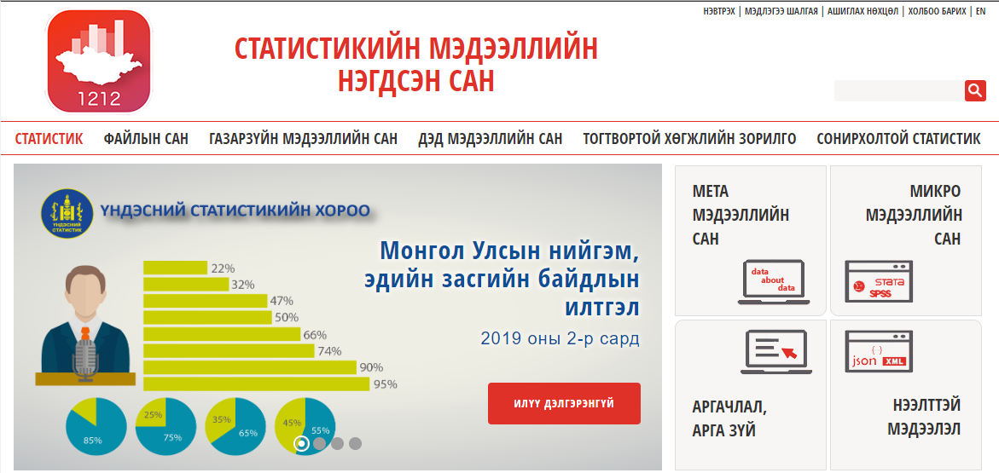 НЭВТРЭХ | МЭДЛЭГЭЭ ШАЛГАЯ | АШИГЛАХ НӨХЦӨЛ | ХОЛБОО БАРИХ | EN
1212
СТАТИСТИКИЙН МЭДЭЭЛЛИЙН
НЭГДСЭН САН
СТАТИСТИК ФАЙЛЫН САН ГАЗАРЗҮЙН МЭДЭЭЛЛИЙН САН ДЭД МЭДЭЭЛЛИЙН САН ТОГТВОРТОЙ ХӨГЖЛИЙН ЗОРИЛГО СОНИРХОЛТОЙ СТАТИСТИК
ҮНДЭСНИЙ
СТАТИСТИК
ҮНДЭСНИЙ СТАТИСТИКИЙН ХОРОО
Монгол Улсын нийгэм,
эдийн засгийн байдлын
илтгэл
2019 оны 2-р сард
ИЛҮҮ ДЭЛГЭРЭНГҮЙ
22%
32%
47%
50%
66%
74%
90%
95%
85%
25%
75%
35%
65%
45%
55%
МЕТА
МЭДЭЭЛЛИЙН
САН
data
about
data
МИКРО
МЭДЭЭЛЛИЙН
САН
STATA
SPSS
АРГАЧЛАЛ,
АРГА ЗҮЙ
{··}
json XML
НЭЭЛТТЭЙ
МЭДЭЭЛЭЛ